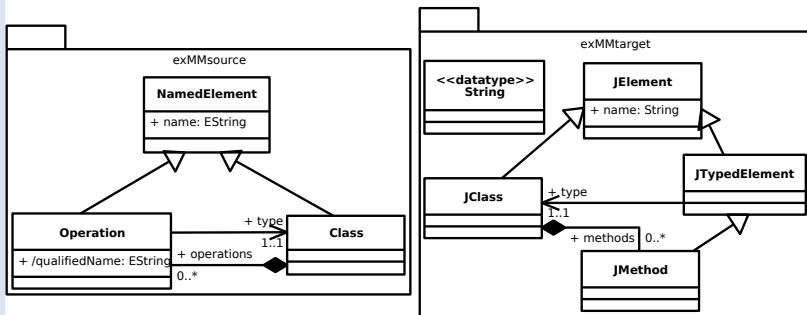 exMMsource
NamedElement
+ name: EString
Operation
+ /qualifiedName: EString
+ type
1..1
+ operations
0..*
Class
exMMtarget
<<datatype>>
String
JElement
+ name: String
JTypedElement
JClass
+ type
1..1
+ methods
0..*
JMethod